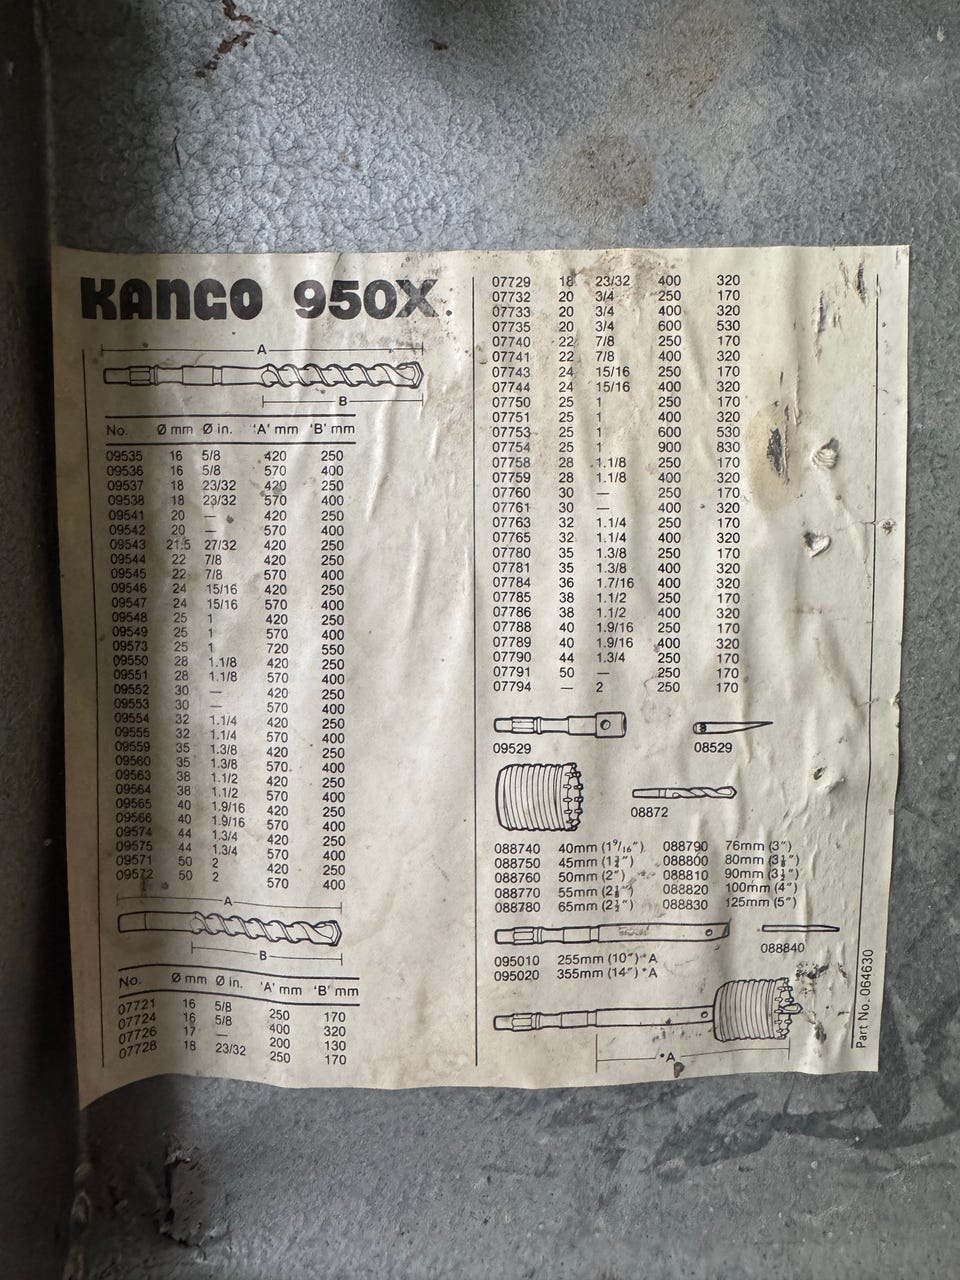 KANGO 950X
A
B
No. Ø mm Ø in. 'A' mm 'B' mm
09535 16 5/8 420 250
09536 16 5/8 570 400
09537 18 23/32 420 250
09538 18 23/32 570 400
09541 20 — 420 250
09542 20 — 570 400
09543 21.5 27/32 420 250
09544 22 7/8 420 250
09545 22 7/8 570 400
09546 24 15/16 420 250
09547 24 15/16 570 400
09548 25 1 420 250
09549 25 1 570 400
09573 25 1 720 550
09550 28 1.1/8 420 250
09551 28 1.1/8 570 400
09552 30 — 420 250
09553 30 — 570 400
09554 32 1.1/4 420 250
09555 32 1.1/4 570 400
09559 35 1.3/8 420 250
09560 35 1.3/8 570 400
09563 38 1.1/2 420 250
09564 38 1.1/2 570 400
09565 40 1.9/16 420 250
09566 40 1.9/16 570 400
09574 44 1.3/4 420 250
09575 44 1.3/4 570 400
09571 50 2 420 250
09572 50 2 570 400
A
B
No. Ø mm Ø in. 'A' mm 'B' mm
07721 16 5/8 250 170
07724 16 5/8 400 320
07726 17 — 200 130
07728 18 23/32 250 170
07729 18 23/32 400 320
07732 20 3/4 250 170
07733 20 3/4 400 320
07735 20 3/4 600 530
07740 22 7/8 250 170
07741 22 7/8 400 320
07743 24 15/16 250 170
07744 24 15/16 400 320
07750 25 1 250 170
07751 25 1 400 320
07753 25 1 600 530
07754 25 1 900 830
07758 28 1.1/8 250 170
07759 28 1.1/8 400 320
07760 30 — 250 170
07761 30 — 400 320
07763 32 1.1/4 250 170
07765 32 1.1/4 400 320
07780 35 1.3/8 250 170
07781 35 1.3/8 400 320
07784 36 1.7/16 400 320
07785 38 1.1/2 250 170
07786 38 1.1/2 400 320
07788 40 1.9/16 250 170
07789 40 1.9/16 400 320
07790 44 1.3/4 250 170
07791 50 — 250 170
07794 — 2 250 170
09529 08529
08872
088740 40mm (1 9/16") 088790 76mm (3")
088750 45mm (1¾") 088800 80mm (3⅛")
088760 50mm (2") 088810 90mm (3½")
088770 55mm (2⅛") 088820 100mm (4")
088780 65mm (2½") 088830 125mm (5")
088840
095010 255mm (10") *A
095020 355mm (14") *A
*A
Part No. 064630